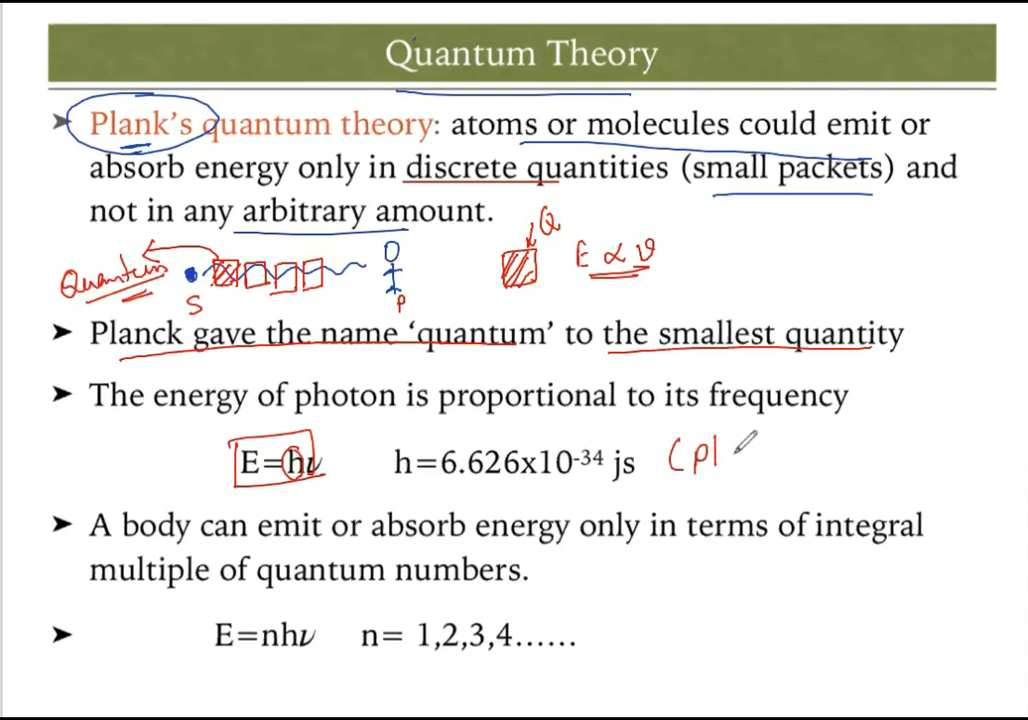 Quantum Theory
➤ Plank's quantum theory: atoms or molecules could emit or
absorb energy only in discrete quantities (small packets) and
not in any arbitrary amount.
Q
E ∝ ν
Quantum
S
P
➤ Planck gave the name ‘quantum’ to the smallest quantity
➤ The energy of photon is proportional to its frequency
E=hν h=6.626x10⁻³⁴ js (pl
➤ A body can emit or absorb energy only in terms of integral
multiple of quantum numbers.
➤ E=nhν n= 1,2,3,4……